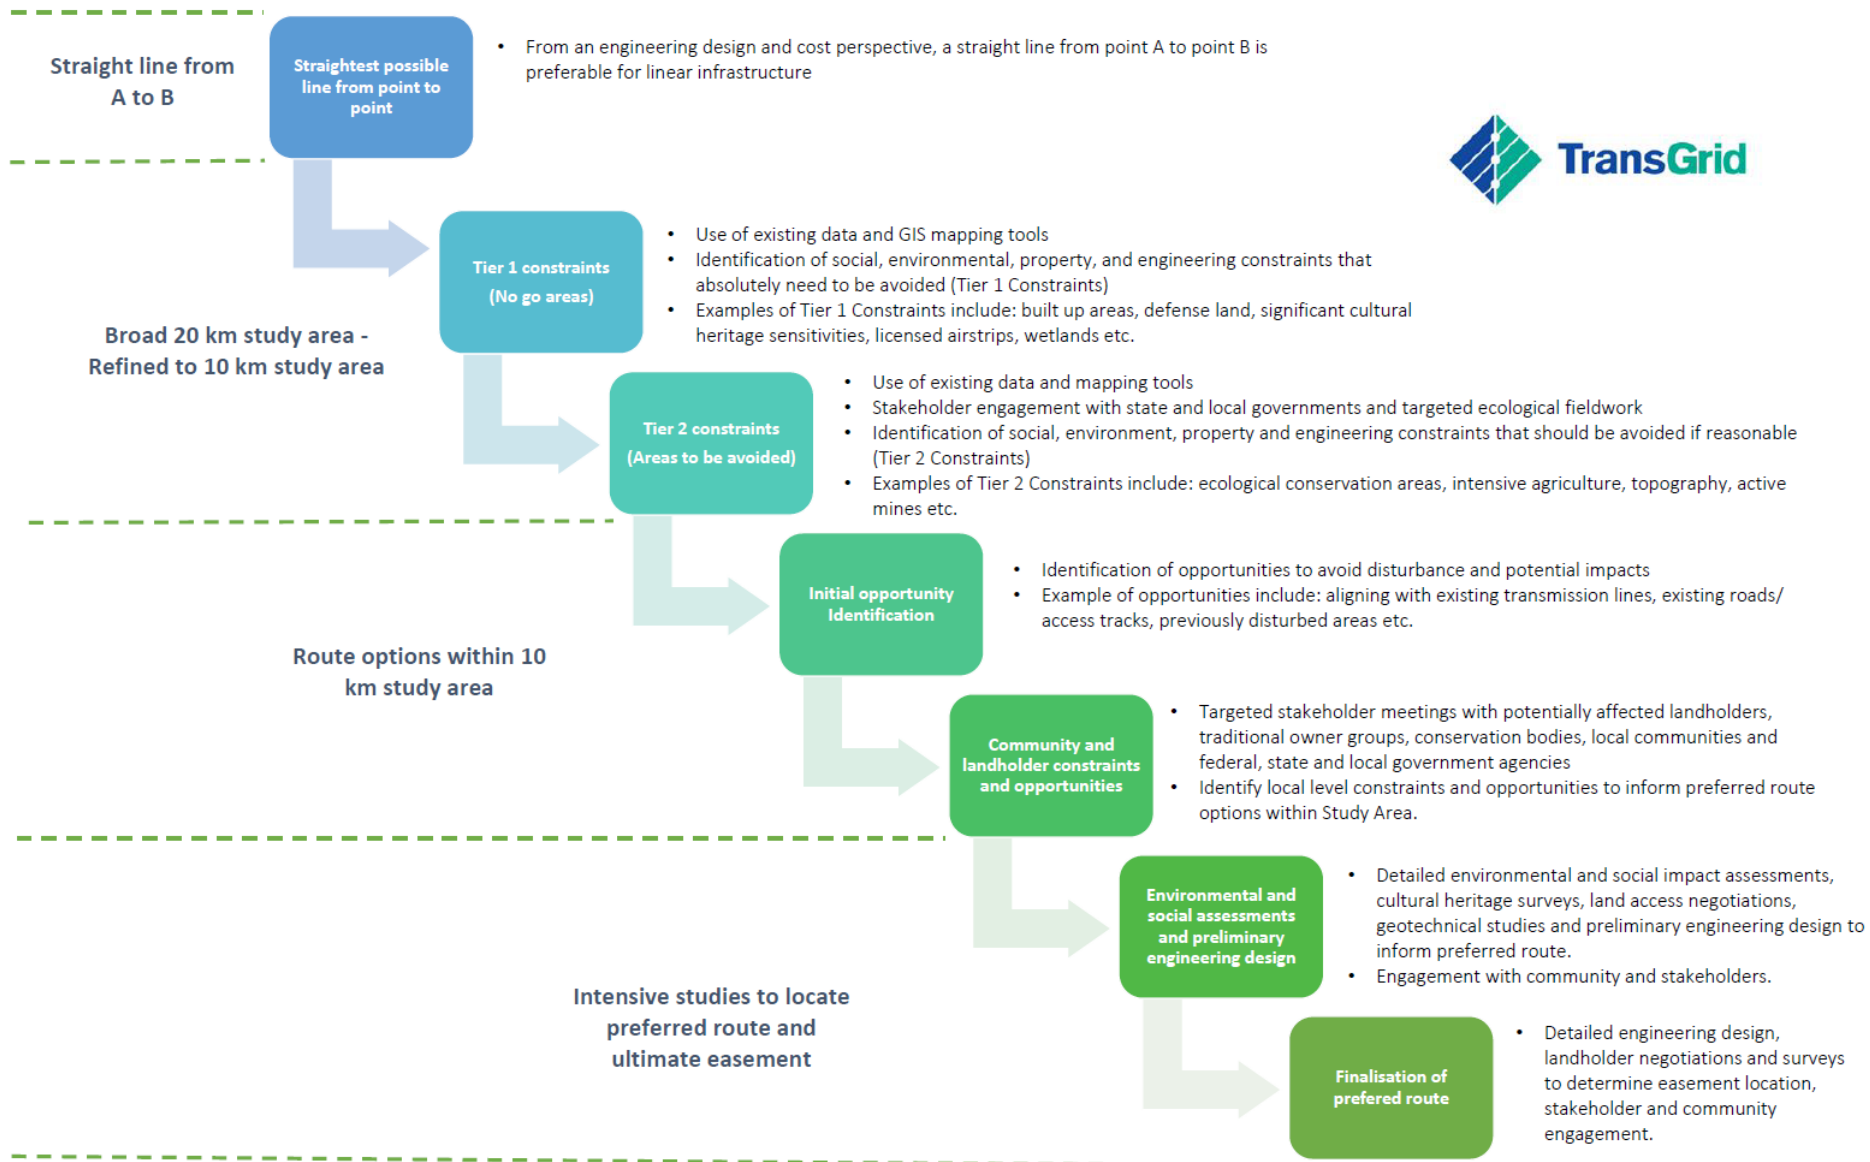 Straight line from
A to B
Straightest possible
line from point to
point
• From an engineering design and cost perspective, a straight line from point A to point B is
preferable for linear infrastructure
TransGrid
Broad 20 km study area -
Refined to 10 km study area
Tier 1 constraints
(No go areas)
• Use of existing data and GIS mapping tools
• Identification of social, environmental, property, and engineering constraints that
absolutely need to be avoided (Tier 1 Constraints)
• Examples of Tier 1 Constraints include: built up areas, defense land, significant cultural
heritage sensitivities, licensed airstrips, wetlands etc.
Tier 2 constraints
(Areas to be avoided)
• Use of existing data and mapping tools
• Stakeholder engagement with state and local governments and targeted ecological fieldwork
• Identification of social, environment, property and engineering constraints that should be avoided if reasonable
(Tier 2 Constraints)
• Examples of Tier 2 Constraints include: ecological conservation areas, intensive agriculture, topography, active
mines etc.
Route options within 10
km study area
Initial opportunity
Identification
• Identification of opportunities to avoid disturbance and potential impacts
• Example of opportunities include: aligning with existing transmission lines, existing roads/
access tracks, previously disturbed areas etc.
Community and
landholder constraints
and opportunities
• Targeted stakeholder meetings with potentially affected landholders,
traditional owner groups, conservation bodies, local communities and
federal, state and local government agencies
• Identify local level constraints and opportunities to inform preferred route
options within Study Area.
Intensive studies to locate
preferred route and
ultimate easement
Environmental and
social assessments
and preliminary
engineering design
• Detailed environmental and social impact assessments,
cultural heritage surveys, land access negotiations,
geotechnical studies and preliminary engineering design to
inform preferred route.
• Engagement with community and stakeholders.
Finalisation of
prefered route
• Detailed engineering design,
landholder negotiations and surveys
to determine easement location,
stakeholder and community
engagement.